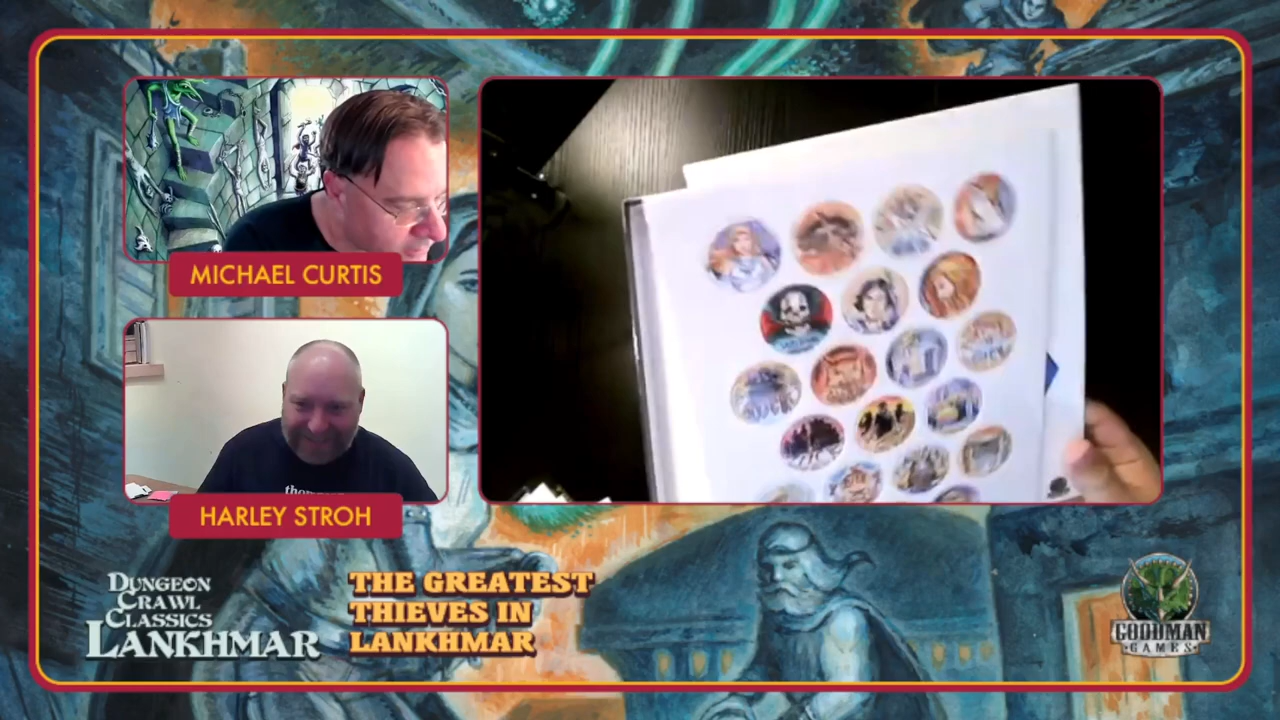 MICHAEL CURTIS
HARLEY STROH
DUNGEON
CRAWL
CLASSICS
LANKHMAR
THE GREATEST
THIEVES IN
LANKHMAR
GOODMAN
GAMES